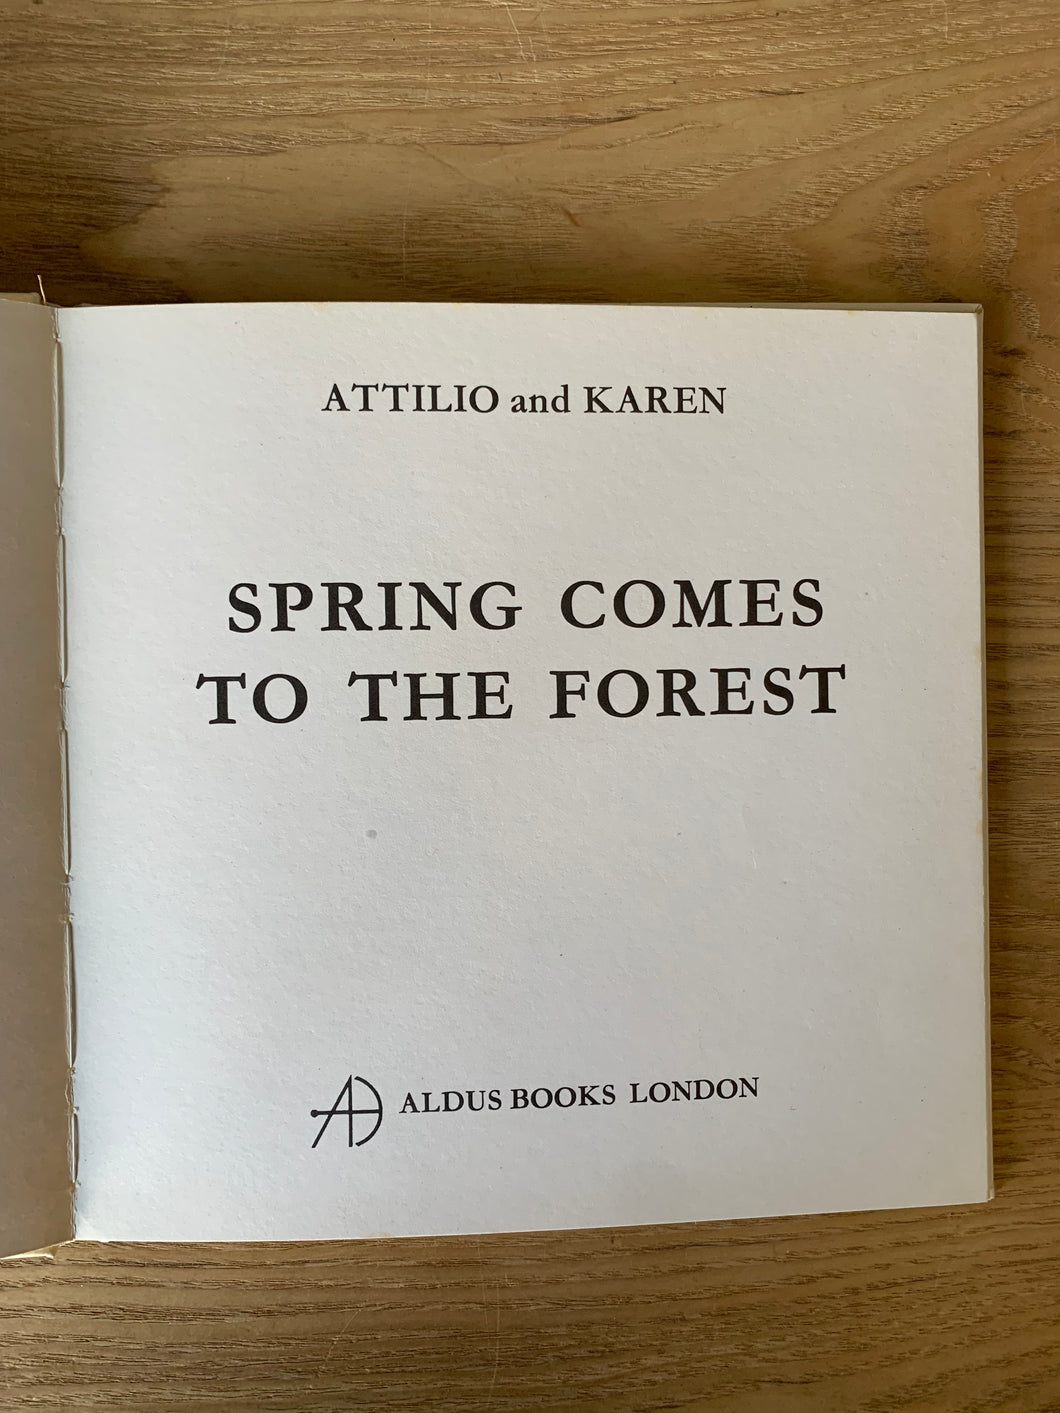 ATTILIO and KAREN
SPRING COMES
TO THE FOREST
ALDUS BOOKS LONDON